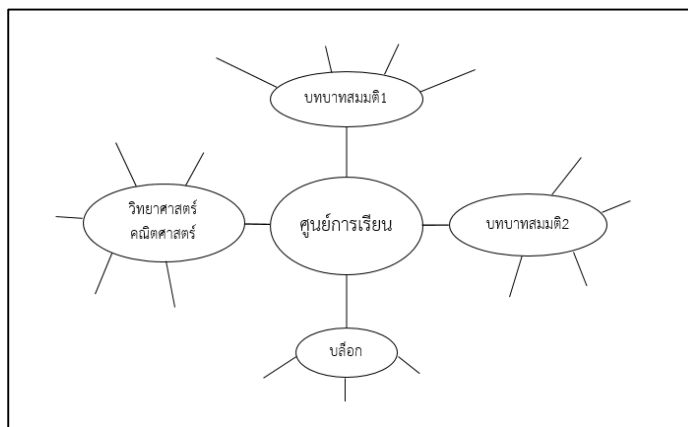 บทบาทสมมติ1
วิทยาศาสตร์
คณิตศาสตร์
ศูนย์การเรียน
บทบาทสมมติ2
บล็อก